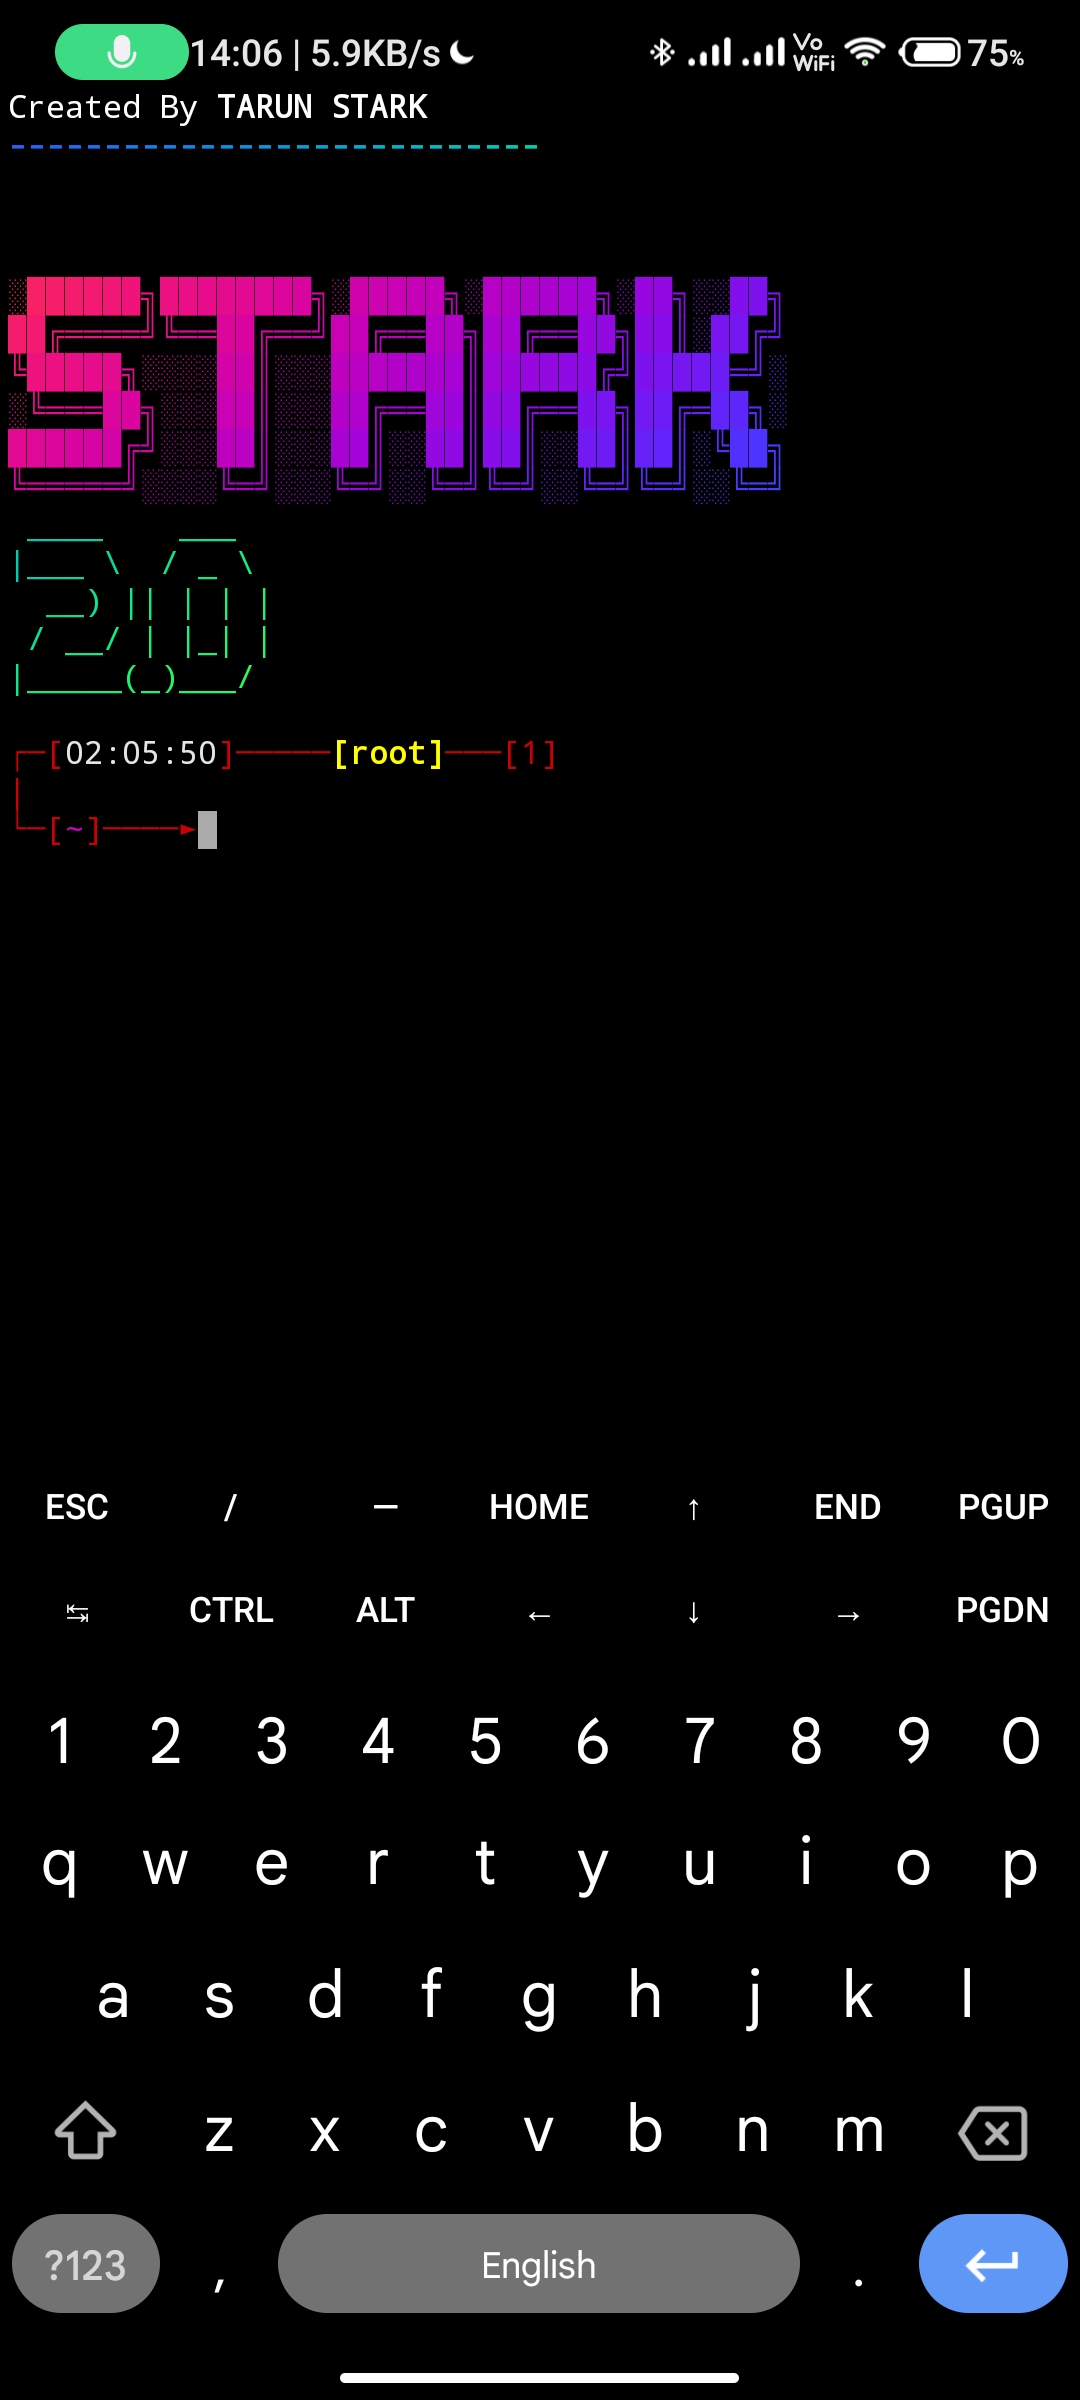 14:06 | 5.9KB/s Vo WiFi 75%
Created By TARUN STARK
----------------------------
STARK
2.0
[02:05:50]─────[root]───[1]
[~]────►
ESC / — HOME ↑ END PGUP
↹ CTRL ALT ← ↓ → PGDN
1 2 3 4 5 6 7 8 9 0
q w e r t y u i o p
a s d f g h j k l
z x c v b n m
?123 , English .